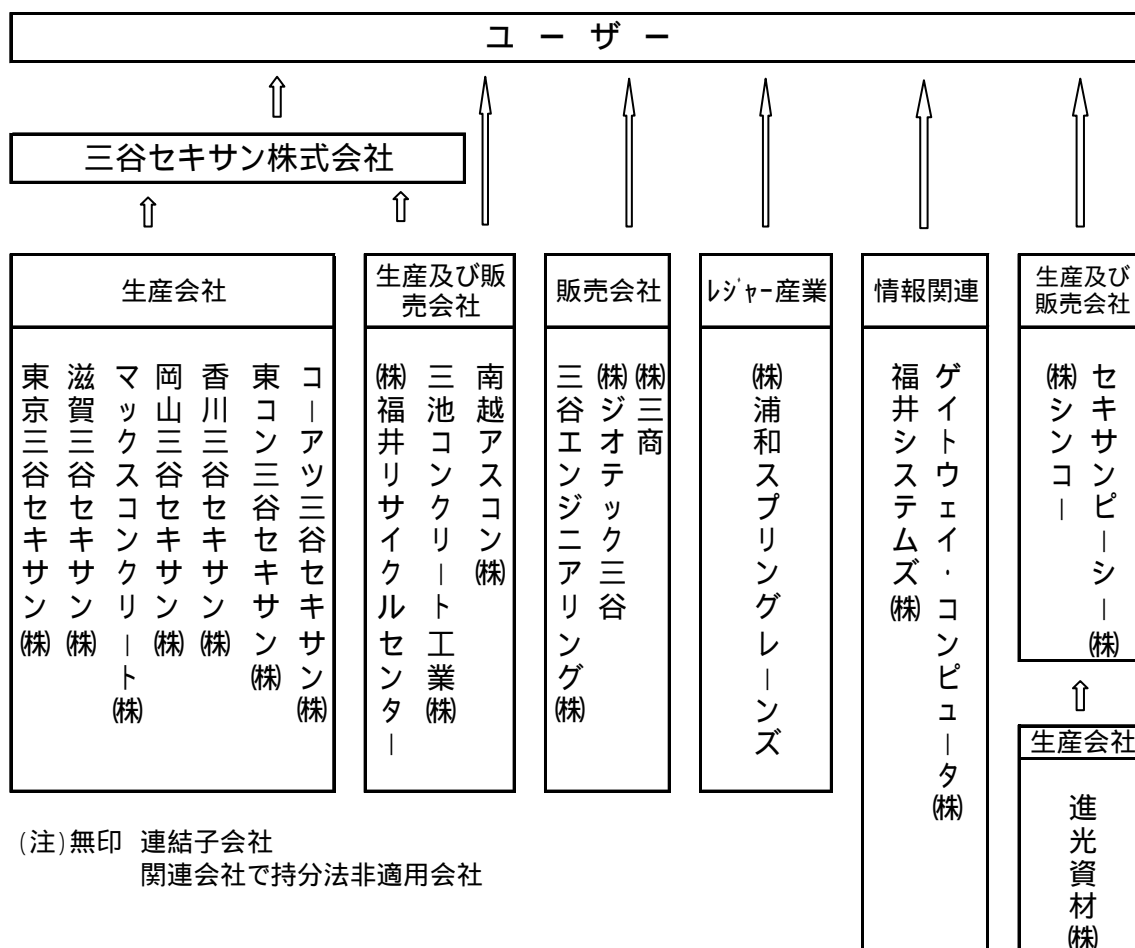 ユーザー
三谷セキサン株式会社
生産会社
東京三谷セキサン㈱
滋賀三谷セキサン㈱
マックスコンクリート㈱
岡山三谷セキサン㈱
香川三谷セキサン㈱
東コン三谷セキサン㈱
コーアツ三谷セキサン㈱
生産及び販
売会社
㈱福井リサイクルセンター
三池コンクリート工業㈱
南越アスコン㈱
販売会社
三谷エンジニアリング㈱
㈱ジオテック三谷
㈱三商
ﾚｼﾞｬｰ産業
㈱浦和スプリングレーンズ
情報関連
福井システムズ㈱
ゲイトウェイ・コンピュータ㈱
生産及び
販売会社
㈱シンコー
セキサンピーシー㈱
生産会社
進光資材㈱
(注)無印 連結子会社
関連会社で持分法非適用会社